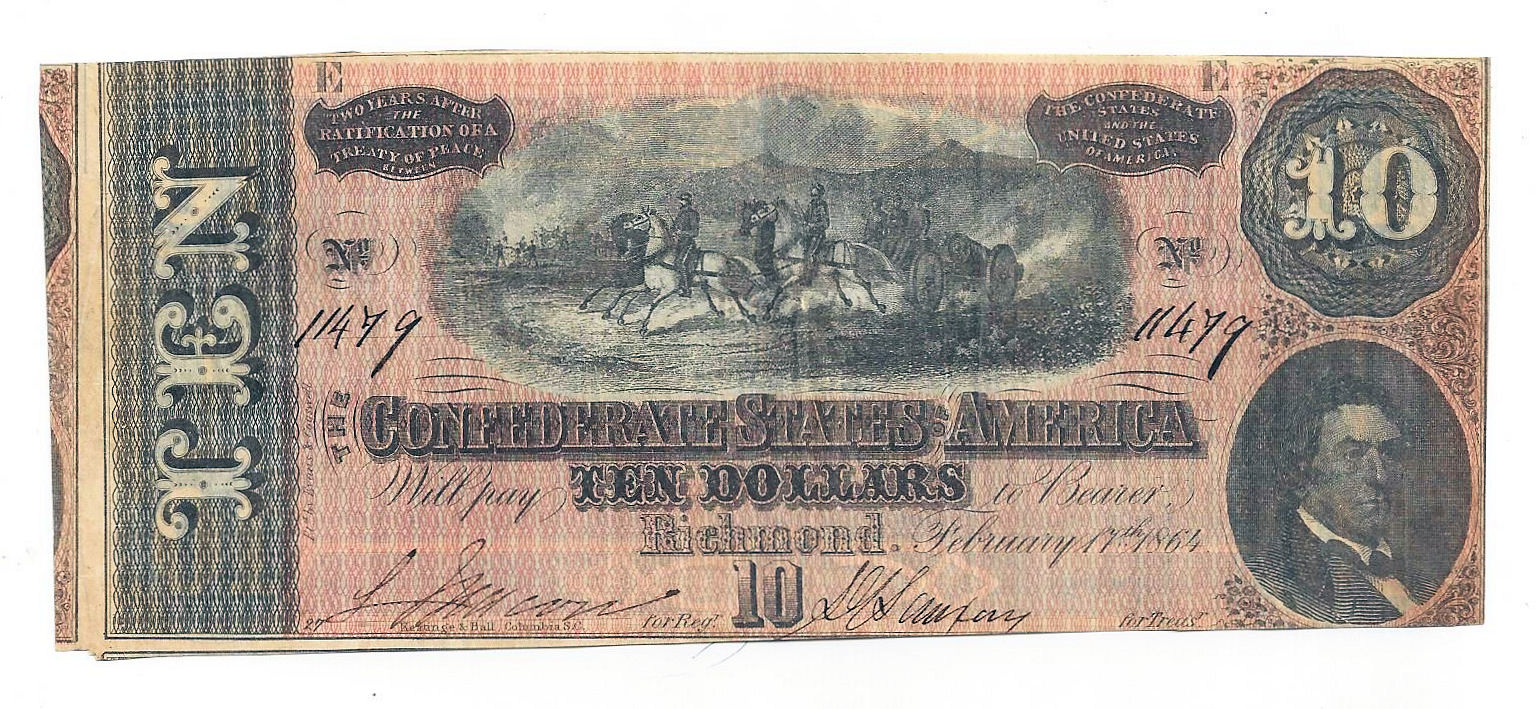 E
E
TWO YEARS AFTER
THE
RATIFICATION OF A
TREATY OF PEACE
BETWEEN
THE CONFEDERATE
STATES
AND THE
UNITED STATES
OF AMERICA.
10
TEN
No
No
11479
11479
THE CONFEDERATE STATES OF AMERICA
Will pay TEN DOLLARS to Bearer.
Richmond. February 17th 1864
10
27
Keatinge & Ball Columbia S.C.
for Regr
for Treasr